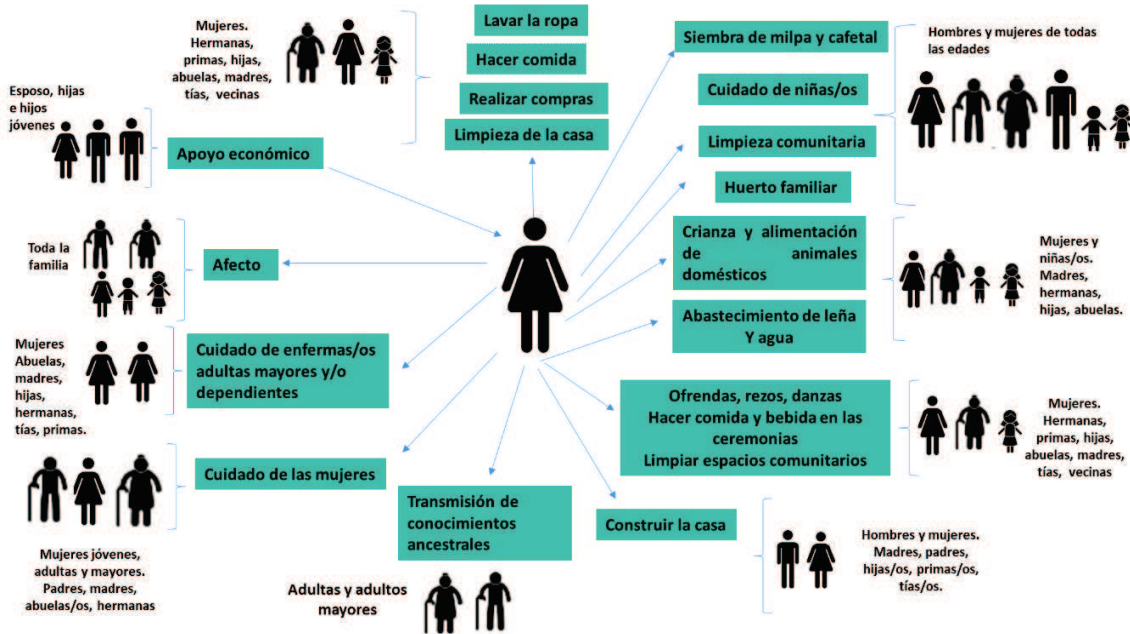 Mujeres.
Hermanas,
primas, hijas,
abuelas, madres,
tías, vecinas
Lavar la ropa
Hacer comida
Realizar compras
Limpieza de la casa
Siembra de milpa y cafetal
Cuidado de niñas/os
Limpieza comunitaria
Huerto familiar
Hombres y mujeres de todas
las edades
Esposo, hijas
e hijos
jóvenes
Apoyo económico
Toda la
familia
Afecto
Crianza y alimentación
de animales
domésticos
Abastecimiento de leña
Y agua
Mujeres y
niñas/os.
Madres,
hermanas,
hijas, abuelas.
Mujeres
Abuelas,
madres,
hijas,
hermanas,
tías, primas.
Cuidado de enfermas/os
adultas mayores y/o
dependientes
Ofrendas, rezos, danzas
Hacer comida y bebida en las
ceremonias
Limpiar espacios comunitarios
Mujeres.
Hermanas,
primas, hijas,
abuelas, madres,
tías, vecinas
Cuidado de las mujeres
Mujeres jóvenes,
adultas y mayores.
Padres, madres,
abuelas/os, hermanas
Transmisión de
conocimientos
ancestrales
Adultas y adultos
mayores
Construir la casa
Hombres y mujeres.
Madres, padres,
hijas/os, primas/os,
tías/os.